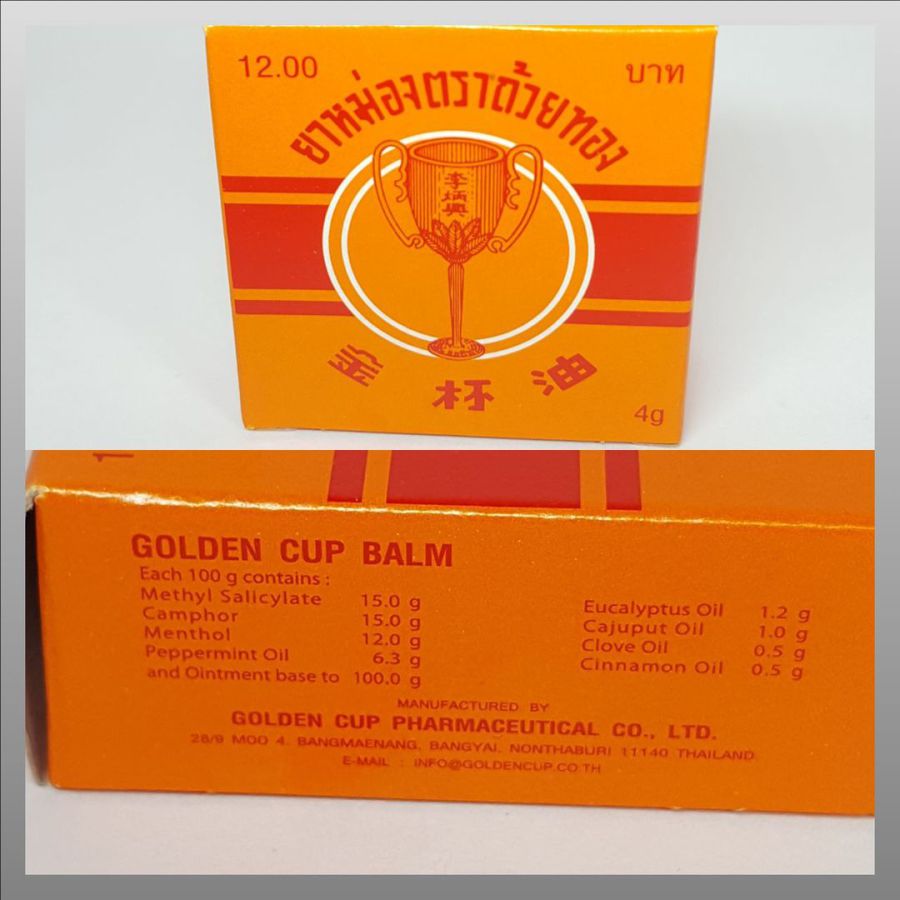 12.00 บาท
ยาหม่องตราถ้วยทอง
李炳興
金杯油
4g
GOLDEN CUP BALM
Each 100 g contains :
Methyl Salicylate 15.0 g
Camphor 15.0 g
Menthol 12.0 g
Peppermint Oil 6.3 g
and Ointment base to 100.0 g
Eucalyptus Oil 1.2 g
Cajuput Oil 1.0 g
Clove Oil 0.5 g
Cinnamon Oil 0.5 g
MANUFACTURED BY
GOLDEN CUP PHARMACEUTICAL CO., LTD.
28/9 MOO 4, BANGMAENANG, BANGYAI, NONTHABURI 11140 THAILAND
E-MAIL : INFO@GOLDENCUP.CO.TH